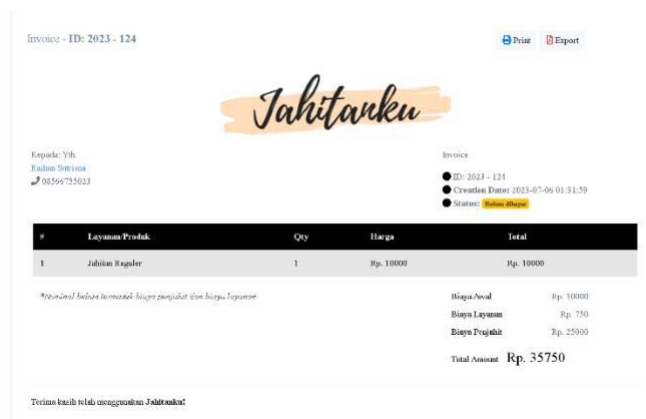 Invoice - ID: 2023 - 124
Print Export
Jahitanku
Kepada: Yth.
Invoice
Raihan Sutrisna
ID: 2023 - 124
08566755023
Creation Date: 2023-07-06 01:31:59
Status: Belum dibayar
# Layanan/Produk Qty Harga Total
1 Jahitan Reguler 1 Rp. 10000 Rp. 10000
*Nominal belum termasuk biaya penjahit dan biaya layanan
Biaya Awal Rp. 10000
Biaya Layanan Rp. 750
Biaya Penjahit Rp. 25000
Total Amount Rp. 35750
Terima kasih telah menggunakan Jahitanku!